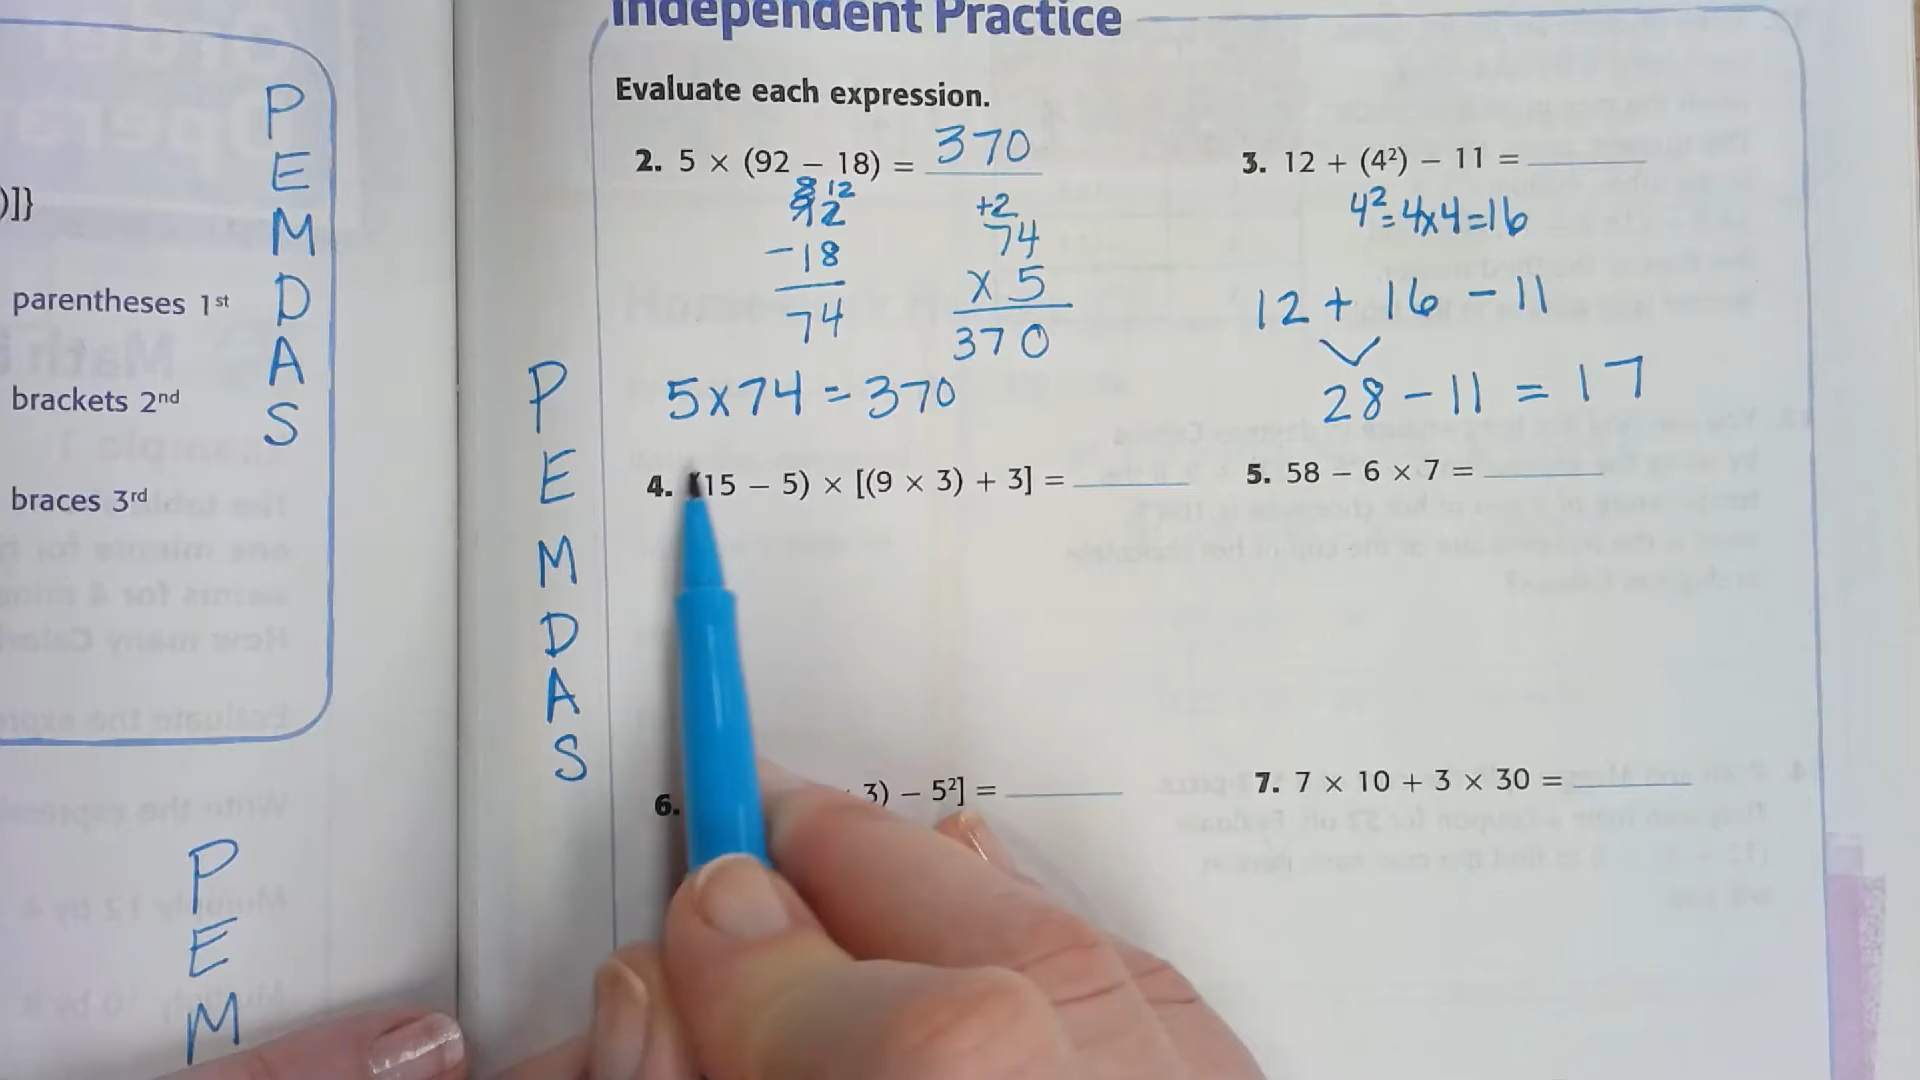 Independent Practice
Evaluate each expression.
2. 5 × (92 − 18) = 370
8 12
92
− 18
74
+2
74
× 5
370
5 × 74 = 370
3. 12 + (4²) − 11 =
4² = 4×4 = 16
12 + 16 − 11
28 − 11 = 17
4. (15 − 5) × [(9 × 3) + 3] =
5. 58 − 6 × 7 =
6.
3) − 5²] =
7. 7 × 10 + 3 × 30 =
P
E
M
D
A
S
P
E
M
D
A
S
)]}
parentheses 1st
brackets 2nd
braces 3rd
P
E
M